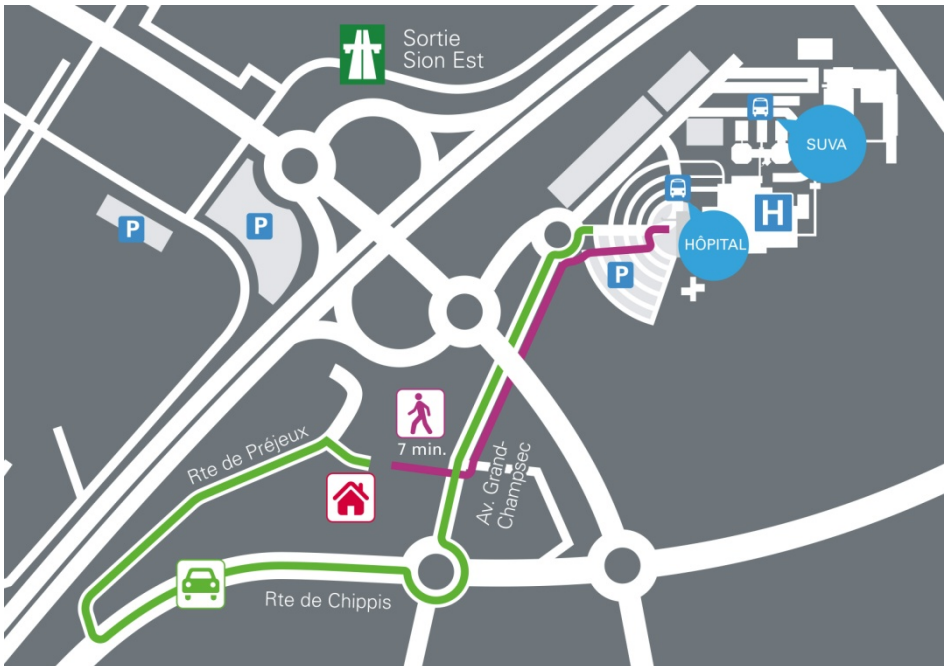 Sortie
Sion Est
SUVA
H
HÔPITAL
P
P
P
7 min.
Rte de Préjeux
Av. Grand-
Champsec
Rte de Chippis